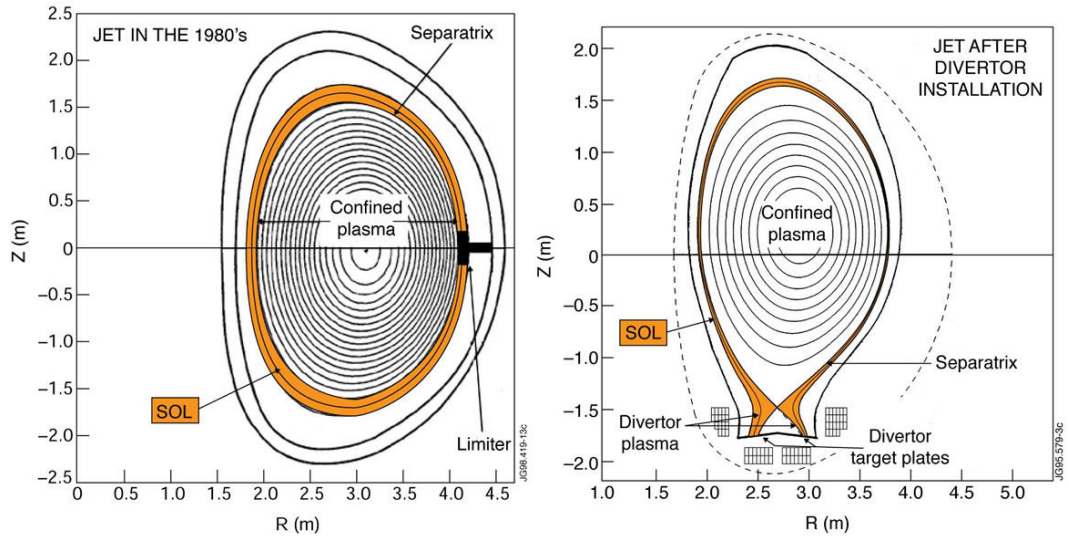 JET IN THE 1980's
Separatrix
Confined
plasma
SOL
Limiter
Z (m)
2.5
2.0
1.5
1.0
0.5
0
–0.5
–1.0
–1.5
–2.0
–2.5
0
0.5
1.0
1.5
2.0
2.5
3.0
3.5
4.0
4.5
R (m)
JG98.419-13c
JET AFTER
DIVERTOR
INSTALLATION
Confined
plasma
SOL
Separatrix
Divertor
plasma
Divertor
target plates
Z (m)
2.0
1.5
1.0
0.5
0
–0.5
–1.0
–1.5
–2.0
1.0
1.5
2.0
2.5
3.0
3.5
4.0
4.5
5.0
R (m)
JG95.579-3c